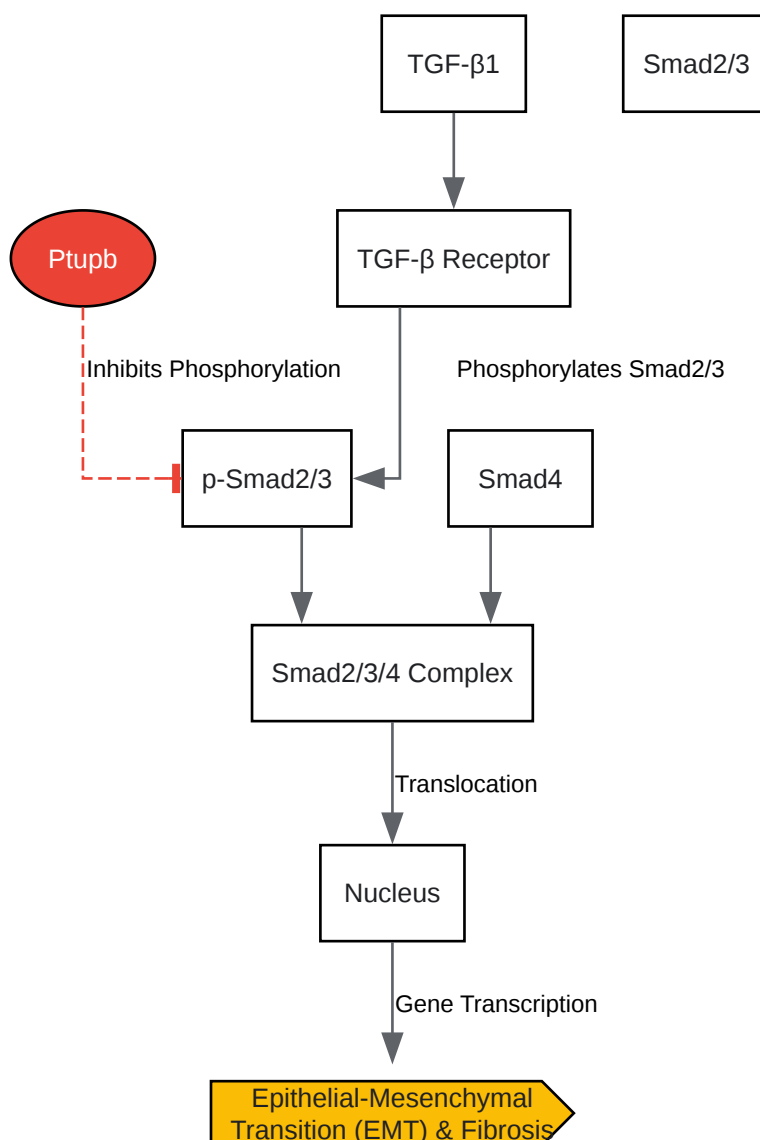 TGF-β1
Smad2/3
Ptupb
TGF-β Receptor
Inhibits Phosphorylation
Phosphorylates Smad2/3
p-Smad2/3
Smad4
Smad2/3/4 Complex
Translocation
Nucleus
Gene Transcription
Epithelial-Mesenchymal
Transition (EMT) & Fibrosis